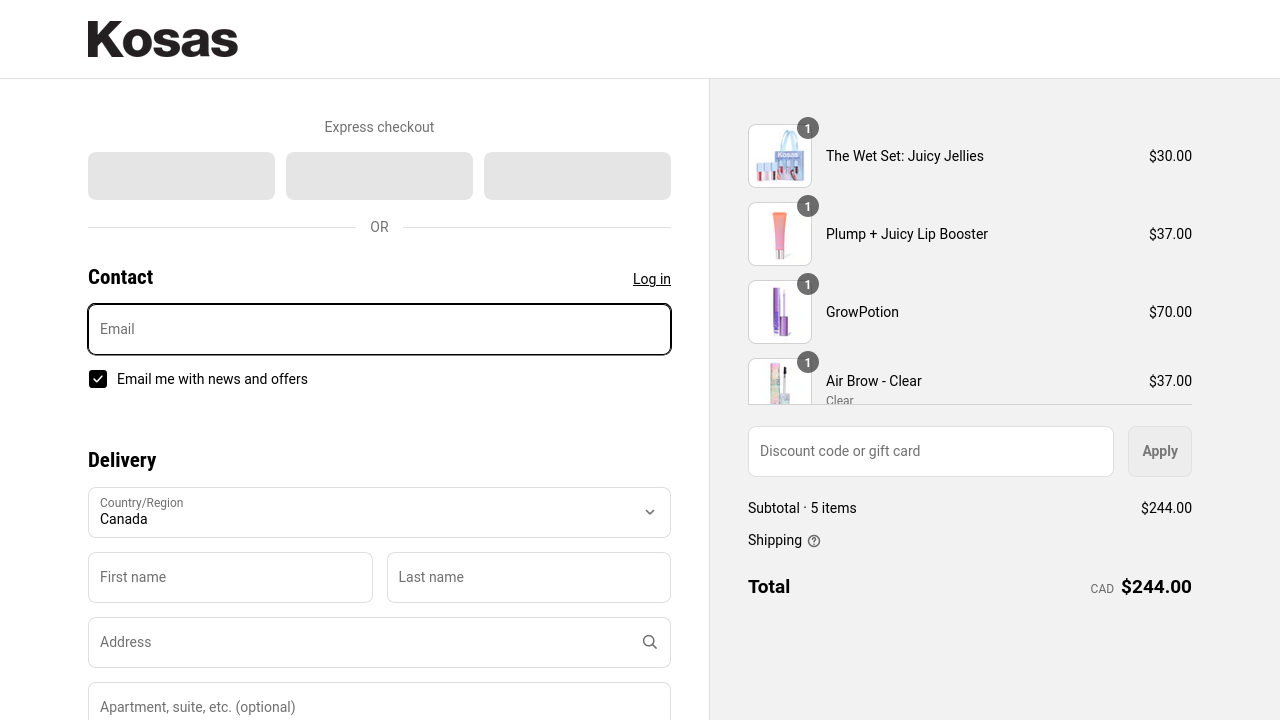 Kosas
Express checkout
OR
Contact
Log in
Email
Email me with news and offers
Delivery
Country/Region
Canada
First name
Last name
Address
Apartment, suite, etc. (optional)
1
Kosas
The Wet Set: Juicy Jellies
$30.00
1
Plump + Juicy Lip Booster
$37.00
1
GrowPotion
$70.00
1
Air Brow - Clear
$37.00
Clear
Discount code or gift card
Apply
Subtotal · 5 items
$244.00
Shipping
Total
CAD $244.00